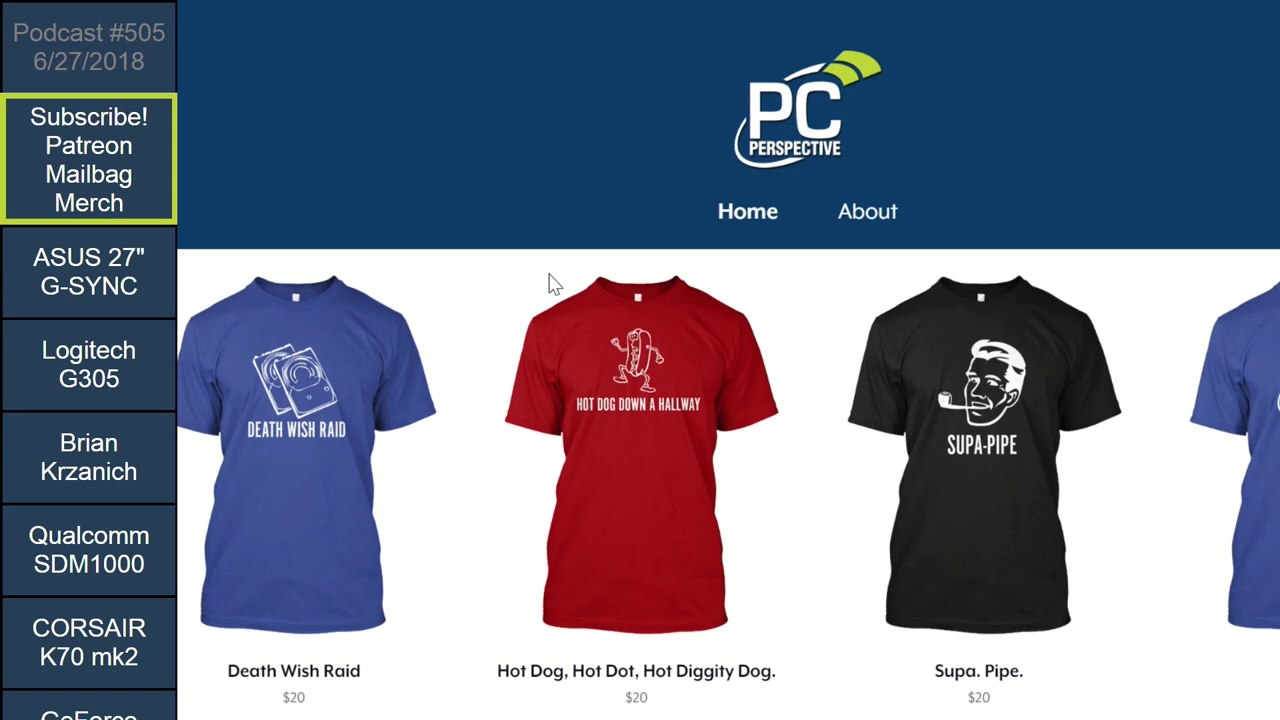 Podcast #505
6/27/2018
Subscribe!
Patreon
Mailbag
Merch
ASUS 27"
G-SYNC
Logitech
G305
Brian
Krzanich
Qualcomm
SDM1000
CORSAIR
K70 mk2
GeForce
PC
PERSPECTIVE
Home
About
DEATH WISH RAID
HOT DOG DOWN A HALLWAY
SUPA-PIPE
Death Wish Raid
$20
Hot Dog, Hot Dot, Hot Diggity Dog.
$20
Supa. Pipe.
$20